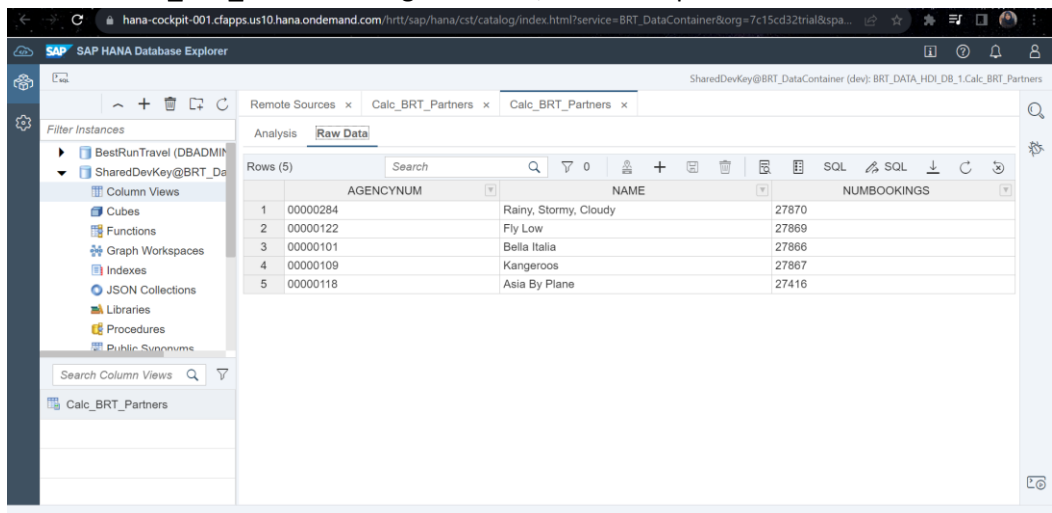 hana-cockpit-001.cfapps.us10.hana.ondemand.com/hrtt/sap/hana/cst/catalog/index.html?service=BRT_DataContainer&org=7c15cd32trial&spa...
SAP SAP HANA Database Explorer
SharedDevKey@BRT_DataContainer (dev): BRT_DATA_HDI_DB_1.Calc_BRT_Partners
Remote Sources × Calc_BRT_Partners × Calc_BRT_Partners ×
Filter Instances
Analysis Raw Data
BestRunTravel (DBADMIN
SharedDevKey@BRT_Da
Column Views
Cubes
Functions
Graph Workspaces
Indexes
JSON Collections
Libraries
Procedures
Public Synonyms
Search Column Views
Calc_BRT_Partners
Rows (5) Search 0 SQL SQL
AGENCYNUM NAME NUMBOOKINGS
1 00000284 Rainy, Stormy, Cloudy 27870
2 00000122 Fly Low 27869
3 00000101 Bella Italia 27866
4 00000109 Kangeroos 27867
5 00000118 Asia By Plane 27416